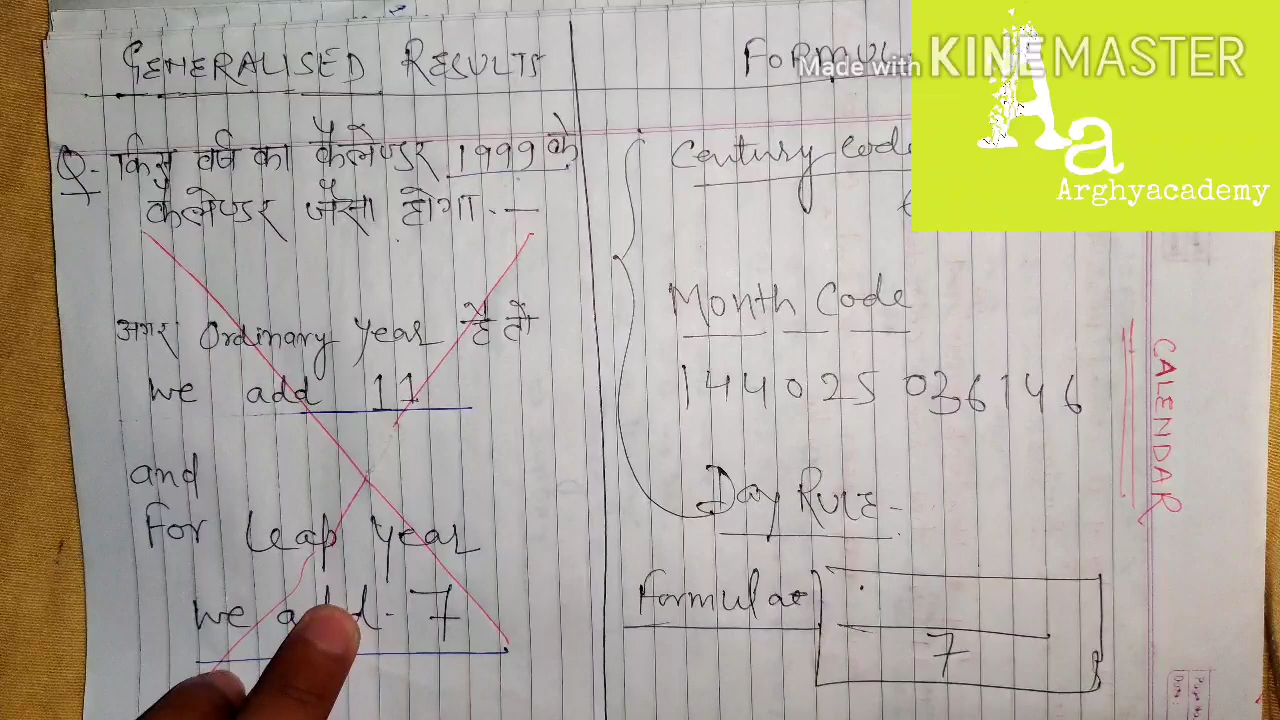 GENERALISED RESULTS
Q. किस वर्ष का कैलेण्डर 1999 के
कैलेण्डर जैसा होगा.—
अगर Ordinary year है तो
we add 11
and
For leap year
we add - 7
Made with KINEMASTER
Aa
Arghyacademy
Century Code
Month Code
144025036146
Day Rule-
Formulae
7
CALENDAR